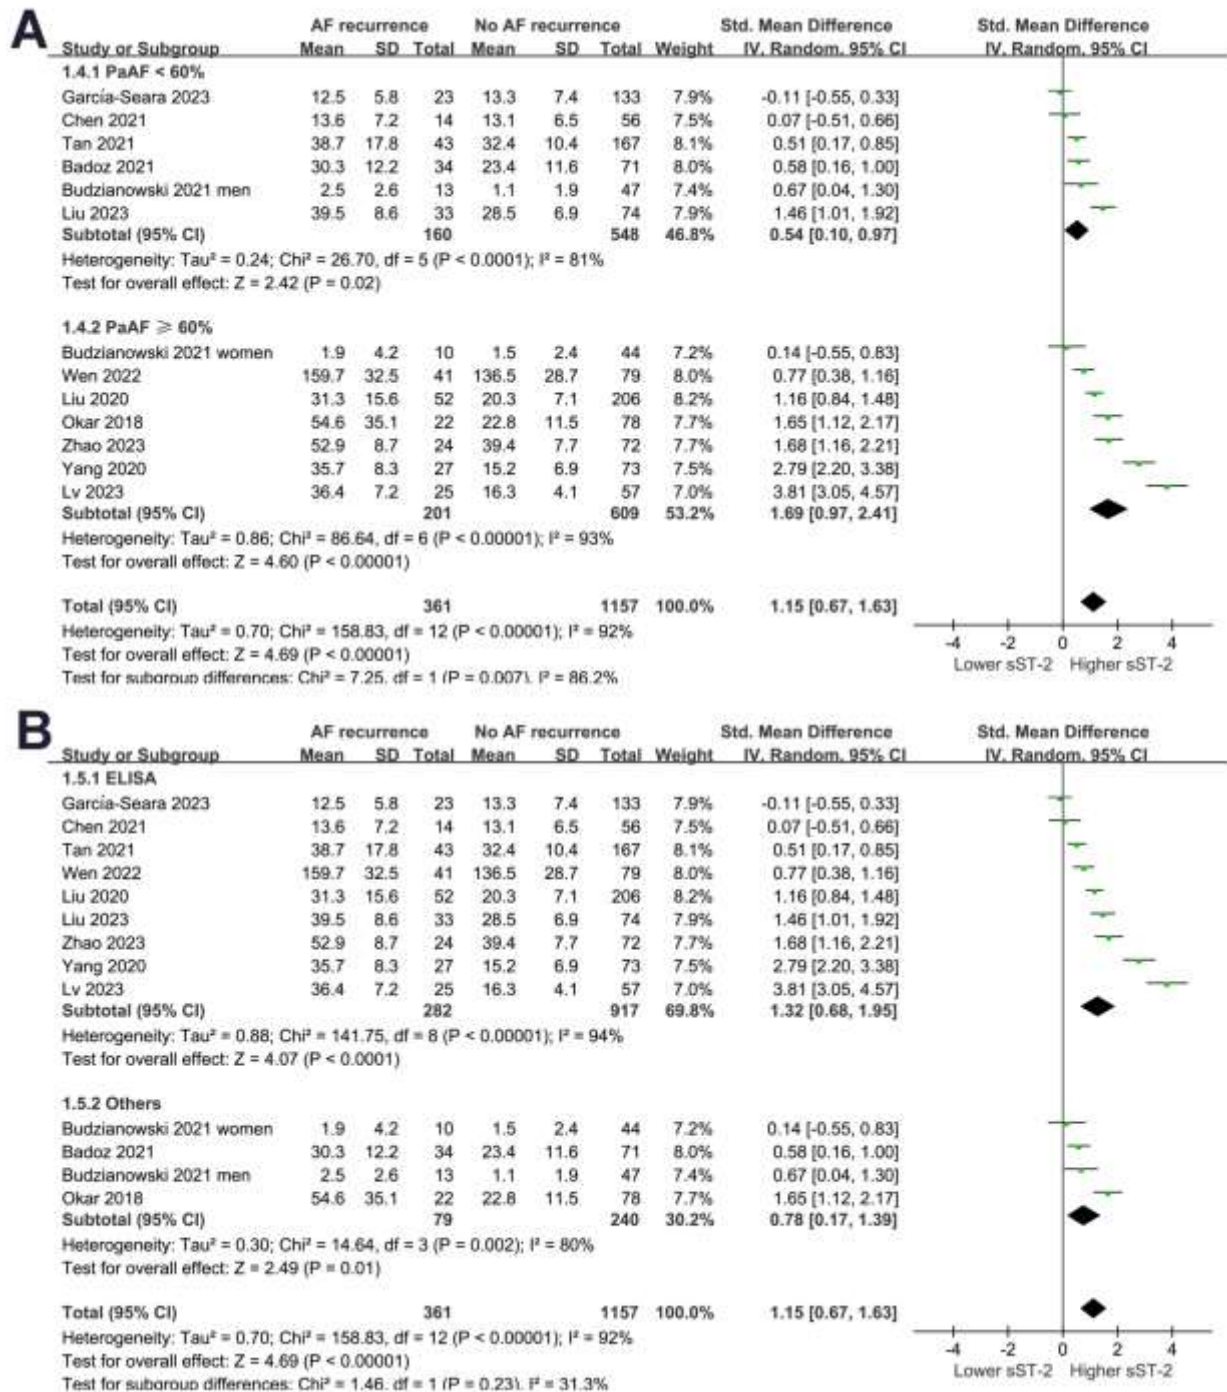 A
AF recurrence No AF recurrence Std. Mean Difference Std. Mean Difference
Study or Subgroup Mean SD Total Mean SD Total Weight IV, Random, 95% CI IV, Random, 95% CI
1.4.1 PaAF < 60%
García-Seara 2023 12.5 5.8 23 13.3 7.4 133 7.9% -0.11 [-0.55, 0.33]
Chen 2021 13.6 7.2 14 13.1 6.5 56 7.5% 0.07 [-0.51, 0.66]
Tan 2021 38.7 17.8 43 32.4 10.4 167 8.1% 0.51 [0.17, 0.85]
Badoz 2021 30.3 12.2 34 23.4 11.6 71 8.0% 0.58 [0.16, 1.00]
Budzianowski 2021 men 2.5 2.6 13 1.1 1.9 47 7.4% 0.67 [0.04, 1.30]
Liu 2023 39.5 8.6 33 28.5 6.9 74 7.9% 1.46 [1.01, 1.92]
Subtotal (95% CI) 160 548 46.8% 0.54 [0.10, 0.97]
Heterogeneity: Tau² = 0.24; Chi² = 26.70, df = 5 (P < 0.0001); I² = 81%
Test for overall effect: Z = 2.42 (P = 0.02)
1.4.2 PaAF ⩾ 60%
Budzianowski 2021 women 1.9 4.2 10 1.5 2.4 44 7.2% 0.14 [-0.55, 0.83]
Wen 2022 159.7 32.5 41 136.5 28.7 79 8.0% 0.77 [0.38, 1.16]
Liu 2020 31.3 15.6 52 20.3 7.1 206 8.2% 1.16 [0.84, 1.48]
Okar 2018 54.6 35.1 22 22.8 11.5 78 7.7% 1.65 [1.12, 2.17]
Zhao 2023 52.9 8.7 24 39.4 7.7 72 7.7% 1.68 [1.16, 2.21]
Yang 2020 35.7 8.3 27 15.2 6.9 73 7.5% 2.79 [2.20, 3.38]
Lv 2023 36.4 7.2 25 16.3 4.1 57 7.0% 3.81 [3.05, 4.57]
Subtotal (95% CI) 201 609 53.2% 1.69 [0.97, 2.41]
Heterogeneity: Tau² = 0.86; Chi² = 86.64, df = 6 (P < 0.00001); I² = 93%
Test for overall effect: Z = 4.60 (P < 0.00001)
Total (95% CI) 361 1157 100.0% 1.15 [0.67, 1.63]
Heterogeneity: Tau² = 0.70; Chi² = 158.83, df = 12 (P < 0.00001); I² = 92%
Test for overall effect: Z = 4.69 (P < 0.00001)
Test for subgroup differences: Chi² = 7.25, df = 1 (P = 0.007), I² = 86.2%
-4 -2 0 2 4
Lower sST-2 Higher sST-2
B
AF recurrence No AF recurrence Std. Mean Difference Std. Mean Difference
Study or Subgroup Mean SD Total Mean SD Total Weight IV, Random, 95% CI IV, Random, 95% CI
1.5.1 ELISA
García-Seara 2023 12.5 5.8 23 13.3 7.4 133 7.9% -0.11 [-0.55, 0.33]
Chen 2021 13.6 7.2 14 13.1 6.5 56 7.5% 0.07 [-0.51, 0.66]
Tan 2021 38.7 17.8 43 32.4 10.4 167 8.1% 0.51 [0.17, 0.85]
Wen 2022 159.7 32.5 41 136.5 28.7 79 8.0% 0.77 [0.38, 1.16]
Liu 2020 31.3 15.6 52 20.3 7.1 206 8.2% 1.16 [0.84, 1.48]
Liu 2023 39.5 8.6 33 28.5 6.9 74 7.9% 1.46 [1.01, 1.92]
Zhao 2023 52.9 8.7 24 39.4 7.7 72 7.7% 1.68 [1.16, 2.21]
Yang 2020 35.7 8.3 27 15.2 6.9 73 7.5% 2.79 [2.20, 3.38]
Lv 2023 36.4 7.2 25 16.3 4.1 57 7.0% 3.81 [3.05, 4.57]
Subtotal (95% CI) 282 917 69.8% 1.32 [0.68, 1.95]
Heterogeneity: Tau² = 0.88; Chi² = 141.75, df = 8 (P < 0.00001); I² = 94%
Test for overall effect: Z = 4.07 (P < 0.0001)
1.5.2 Others
Budzianowski 2021 women 1.9 4.2 10 1.5 2.4 44 7.2% 0.14 [-0.55, 0.83]
Badoz 2021 30.3 12.2 34 23.4 11.6 71 8.0% 0.58 [0.16, 1.00]
Budzianowski 2021 men 2.5 2.6 13 1.1 1.9 47 7.4% 0.67 [0.04, 1.30]
Okar 2018 54.6 35.1 22 22.8 11.5 78 7.7% 1.65 [1.12, 2.17]
Subtotal (95% CI) 79 240 30.2% 0.78 [0.17, 1.39]
Heterogeneity: Tau² = 0.30; Chi² = 14.64, df = 3 (P = 0.002); I² = 80%
Test for overall effect: Z = 2.49 (P = 0.01)
Total (95% CI) 361 1157 100.0% 1.15 [0.67, 1.63]
Heterogeneity: Tau² = 0.70; Chi² = 158.83, df = 12 (P < 0.00001); I² = 92%
Test for overall effect: Z = 4.69 (P < 0.00001)
Test for subgroup differences: Chi² = 1.46, df = 1 (P = 0.23), I² = 31.3%
-4 -2 0 2 4
Lower sST-2 Higher sST-2